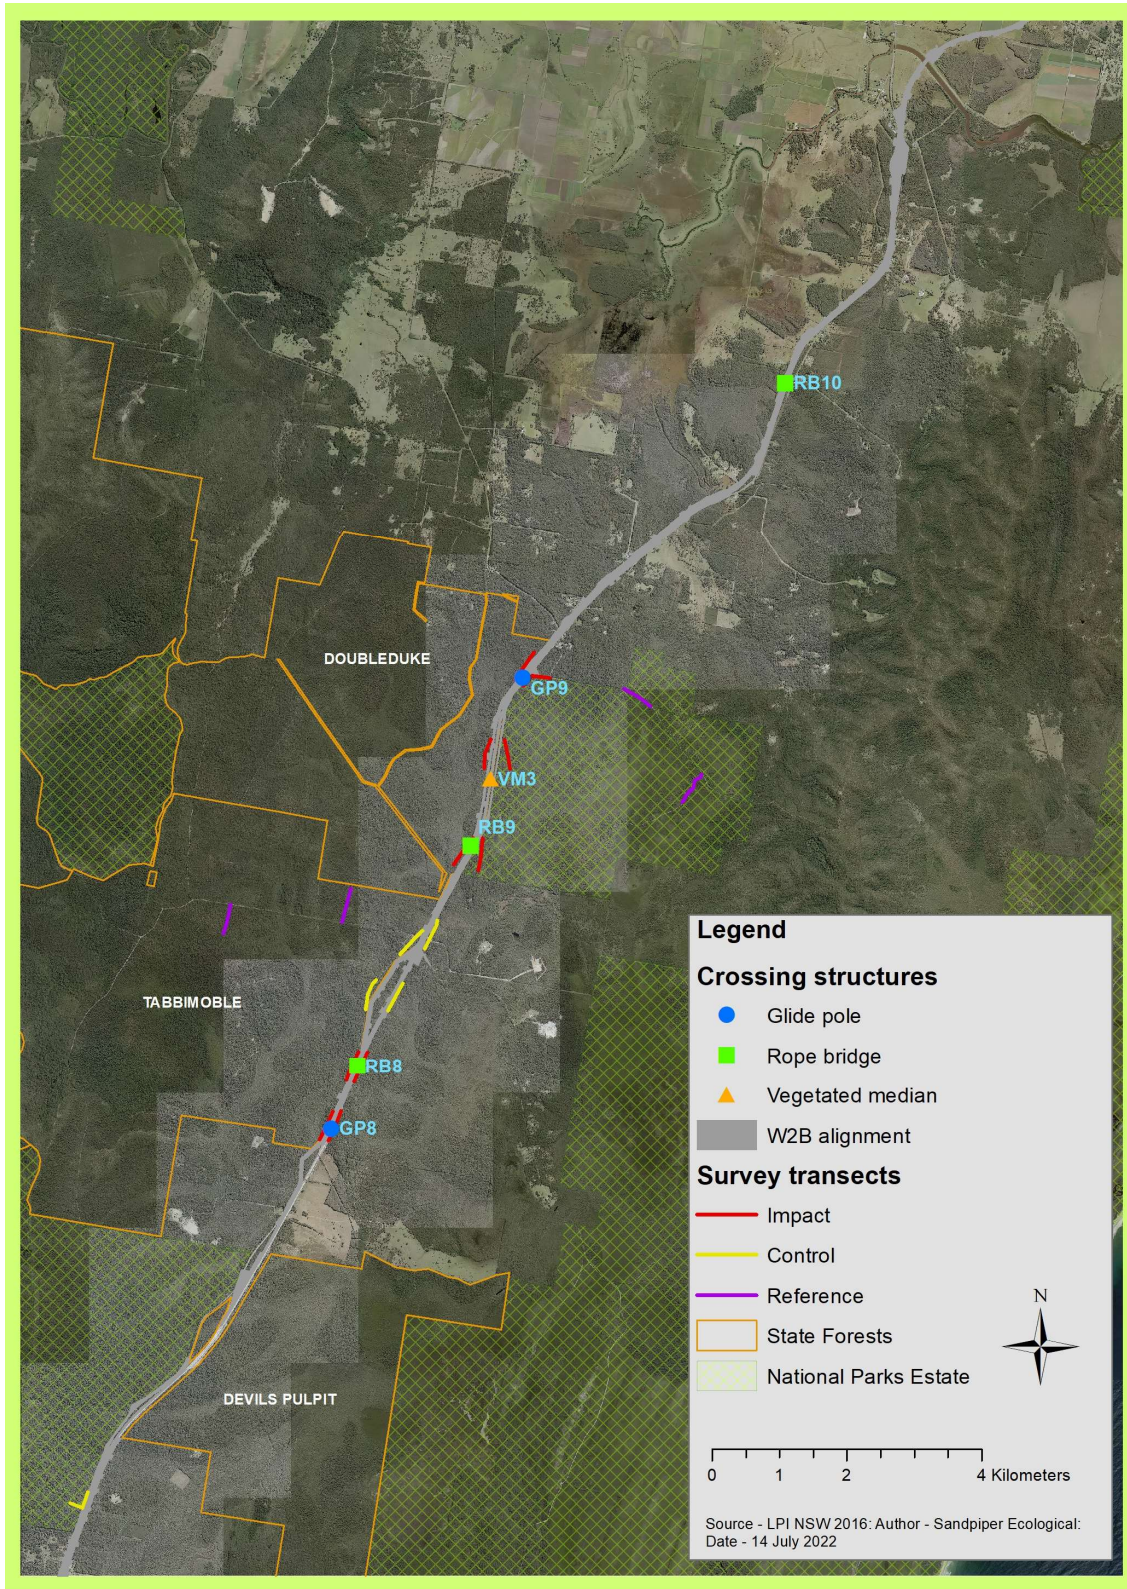 RB10
DOUBLEDUKE
GP9
VM3
RB9
TABBIMOBLE
RB8
GP8
DEVILS PULPIT
Legend
Crossing structures
Glide pole
Rope bridge
Vegetated median
W2B alignment
Survey transects
Impact
Control
Reference
State Forests
National Parks Estate
N
0 1 2 4 Kilometers
Source - LPI NSW 2016: Author - Sandpiper Ecological:
Date - 14 July 2022